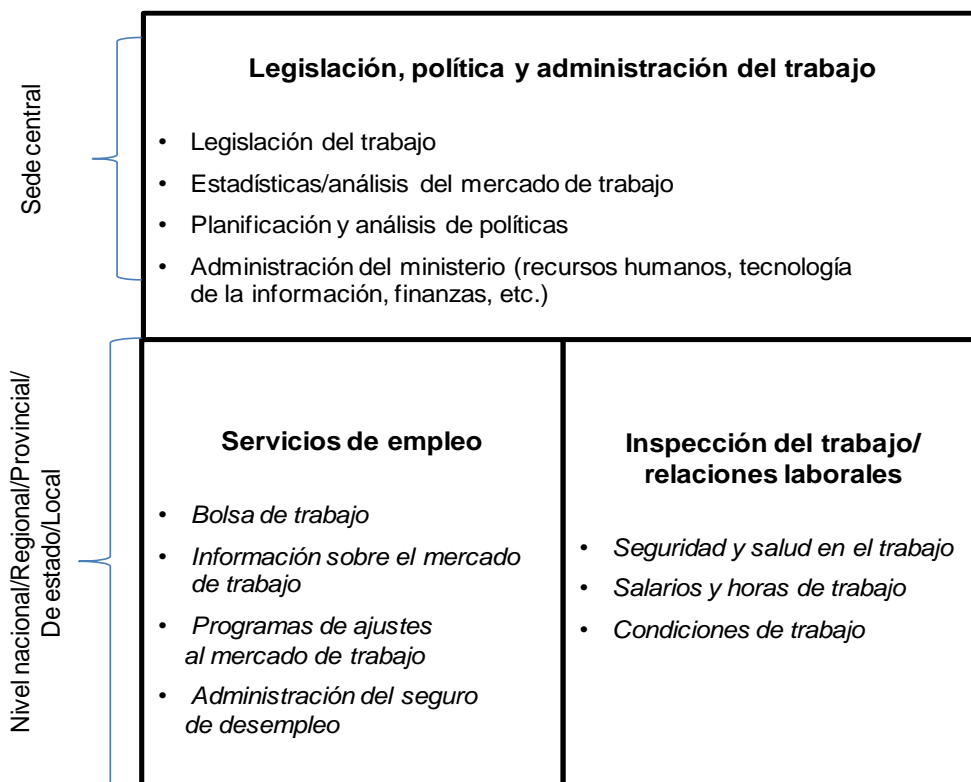 Sede central
Legislación, política y administración del trabajo
• Legislación del trabajo
• Estadísticas/análisis del mercado de trabajo
• Planificación y análisis de políticas
• Administración del ministerio (recursos humanos, tecnología
de la información, finanzas, etc.)
Nivel nacional/Regional/Provincial/
De estado/Local
Servicios de empleo
• Bolsa de trabajo
• Información sobre el mercado
de trabajo
• Programas de ajustes
al mercado de trabajo
• Administración del seguro
de desempleo
Inspección del trabajo/
relaciones laborales
• Seguridad y salud en el trabajo
• Salarios y horas de trabajo
• Condiciones de trabajo